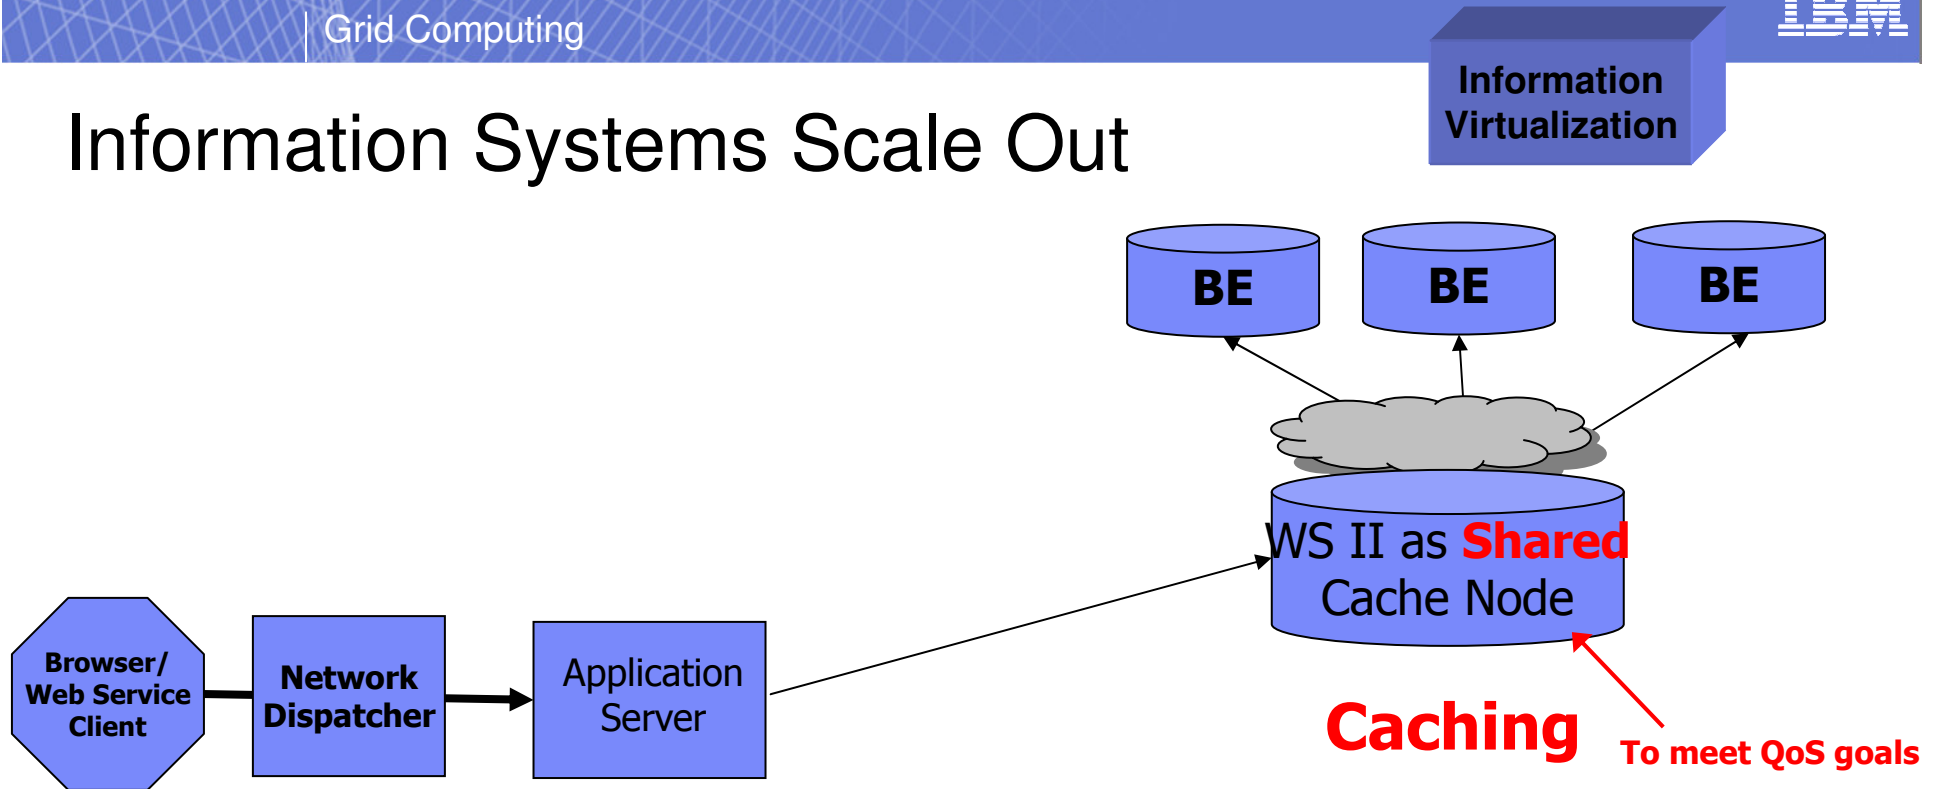 Grid Computing
IBM
Information
Virtualization
Information Systems Scale Out
BE
BE
BE
WS II as Shared
Cache Node
Browser/
Web Service
Client
Network
Dispatcher
Application
Server
Caching
To meet QoS goals